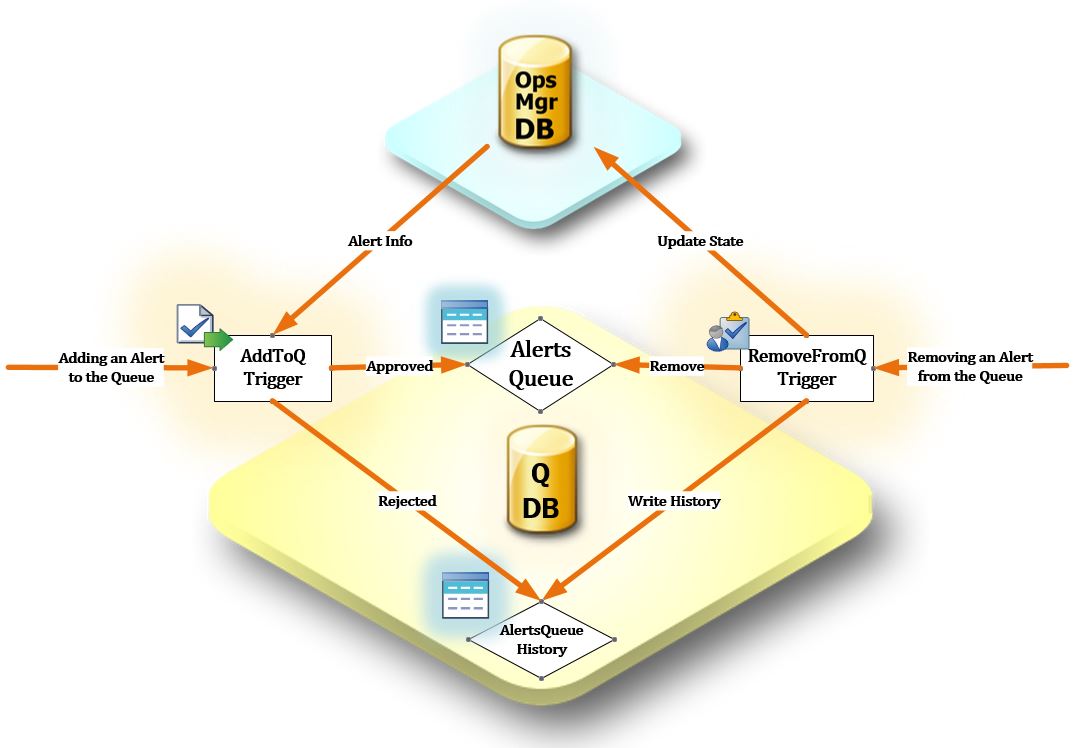 Ops
Mgr
DB
Alert Info
Update State
Adding an Alert
to the Queue
AddToQ
Trigger
Approved
Alerts
Queue
Remove
RemoveFromQ
Trigger
Removing an Alert
from the Queue
Q
DB
Rejected
Write History
AlertsQueue
History